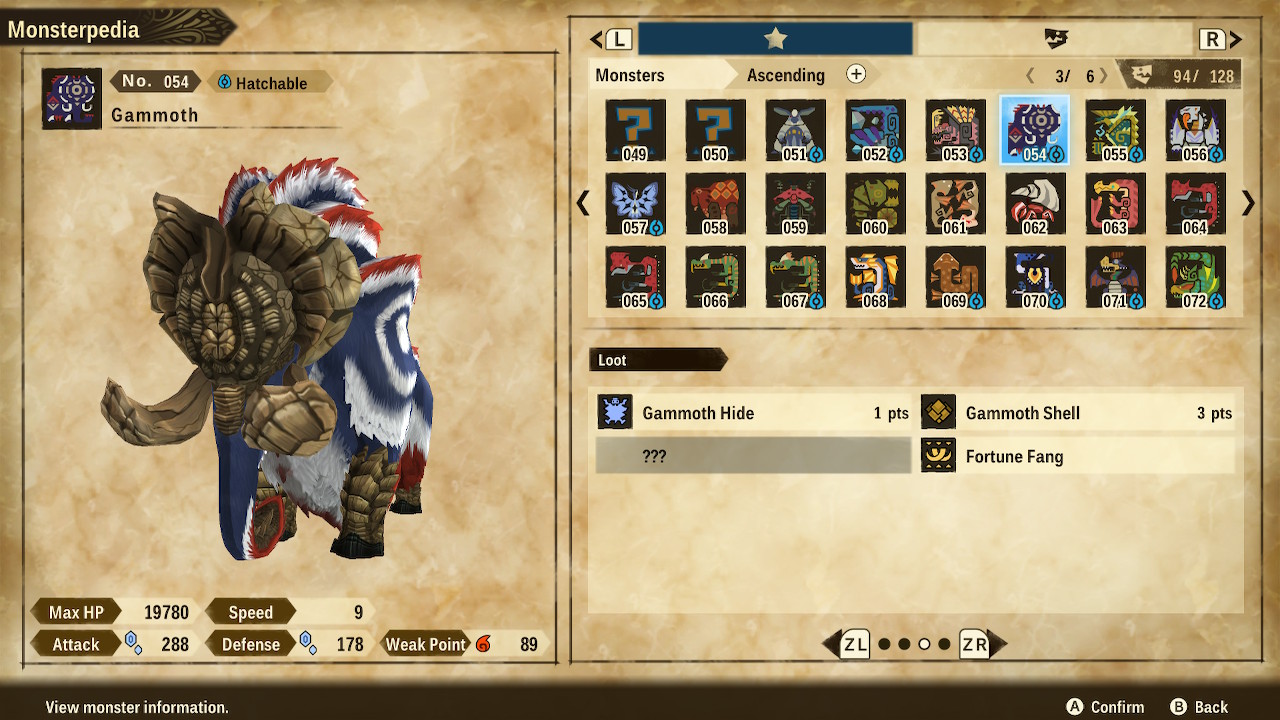 Monsterpedia
No. 054 Hatchable
Gammoth
Max HP 19780 Speed 9
Attack 288 Defense 178 Weak Point 89
L R
Monsters Ascending + 3/ 6 94/ 128
049 050 051 052 053 054 055 056
057 058 059 060 061 062 063 064
065 066 067 068 069 070 071 072
Loot
Gammoth Hide 1 pts Gammoth Shell 3 pts
??? Fortune Fang
ZL ZR
View monster information. A Confirm B Back